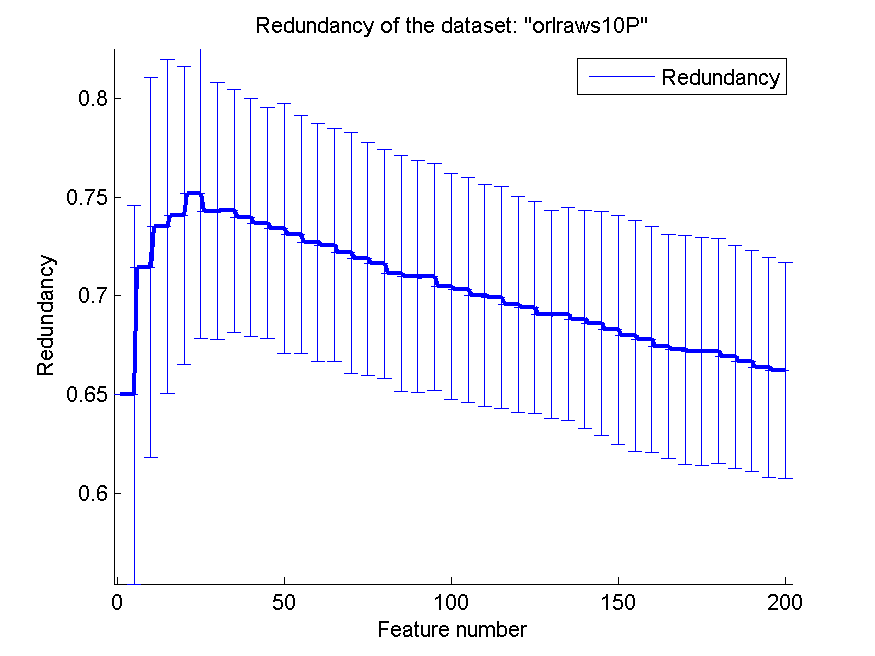 Redundancy of the dataset: "orlraws10P"
Redundancy
0.8
0.75
0.7
0.65
0.6
Redundancy
0 50 100 150 200
Feature number